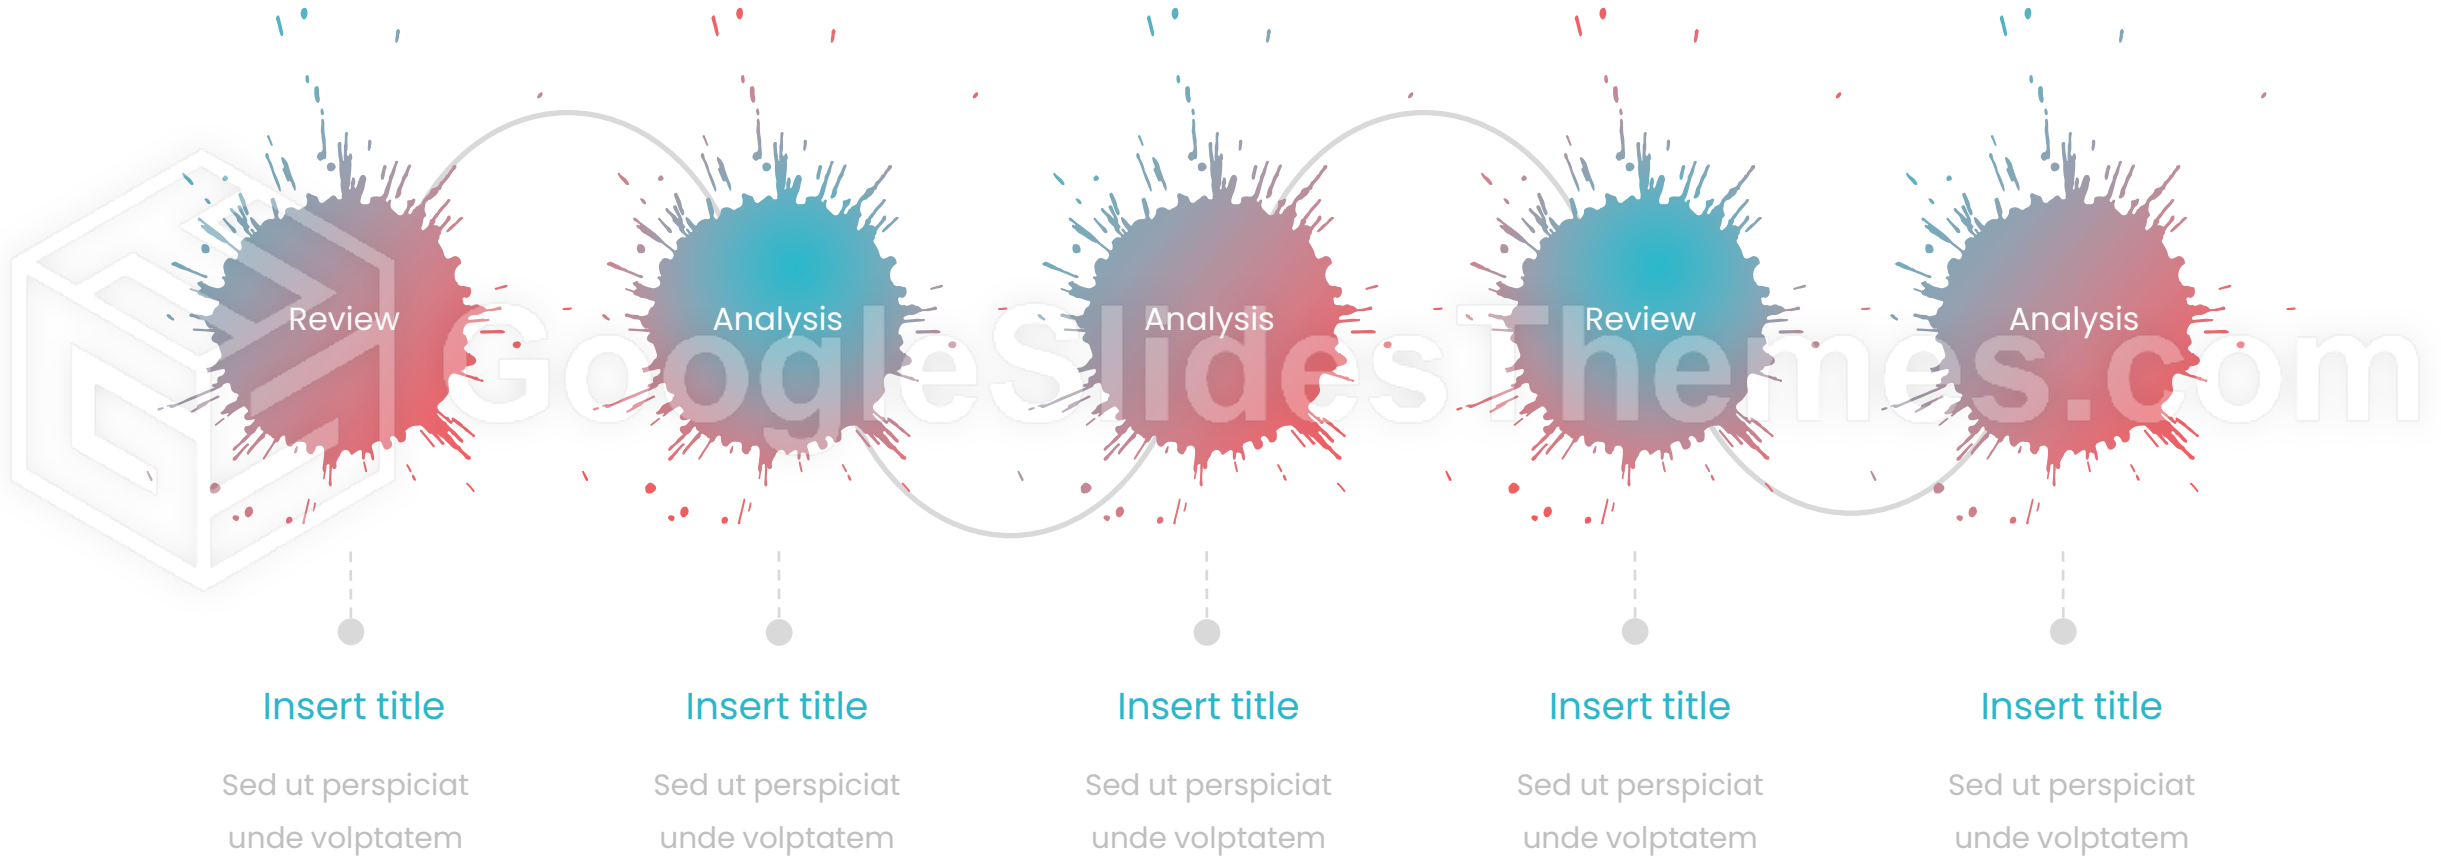 Review
Analysis
Analysis
Review
Analysis
GoogleSlidesThemes.com
Insert title
Insert title
Insert title
Insert title
Insert title
Sed ut perspiciat
unde volptatem
Sed ut perspiciat
unde volptatem
Sed ut perspiciat
unde volptatem
Sed ut perspiciat
unde volptatem
Sed ut perspiciat
unde volptatem